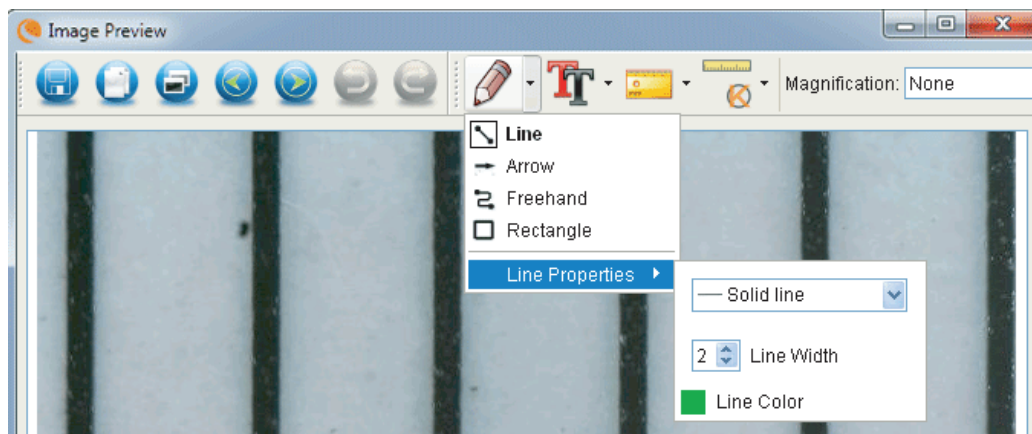 Image Preview
Magnification: None
Line
Arrow
Freehand
Rectangle
Line Properties
Solid line
2 Line Width
Line Color